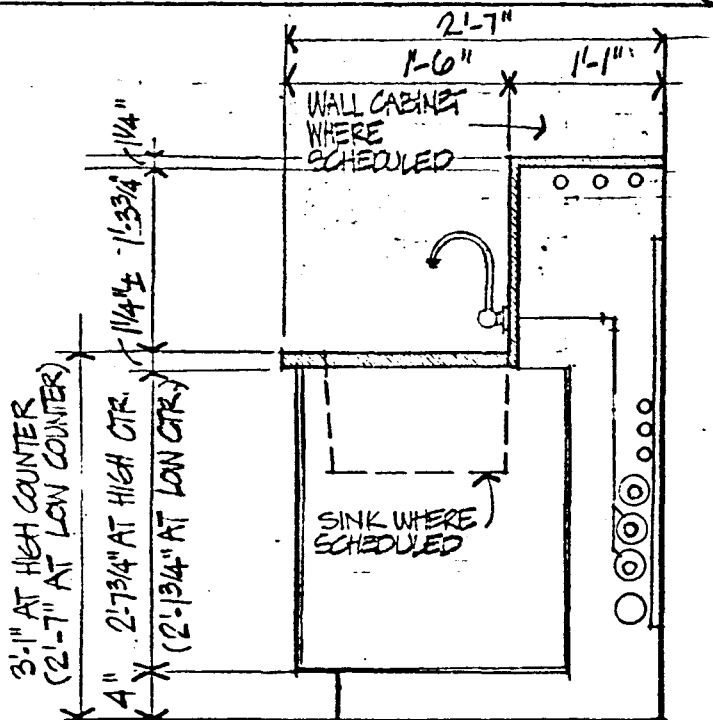 2'-7"
1'-6"
1'-1"
WALL CABINET
WHERE
SCHEDULED
1 1/4"
1'-3 3/4"
1 1/4"±
3'-1" AT HIGH COUNTER
(2'-7" AT LOW COUNTER)
2'-7 3/4" AT HIGH CTR.
(2'-1 3/4" AT LOW CTR.)
4"
SINK WHERE
SCHEDULED